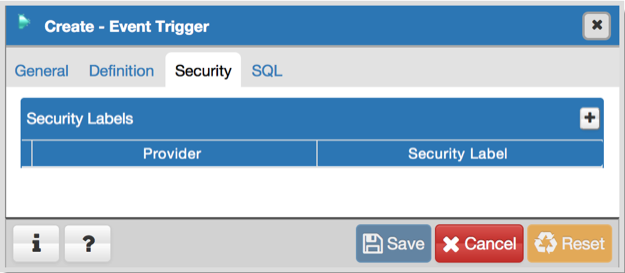 Create - Event Trigger
General Definition Security SQL
Security Labels
Provider Security Label
i ? Save Cancel Reset